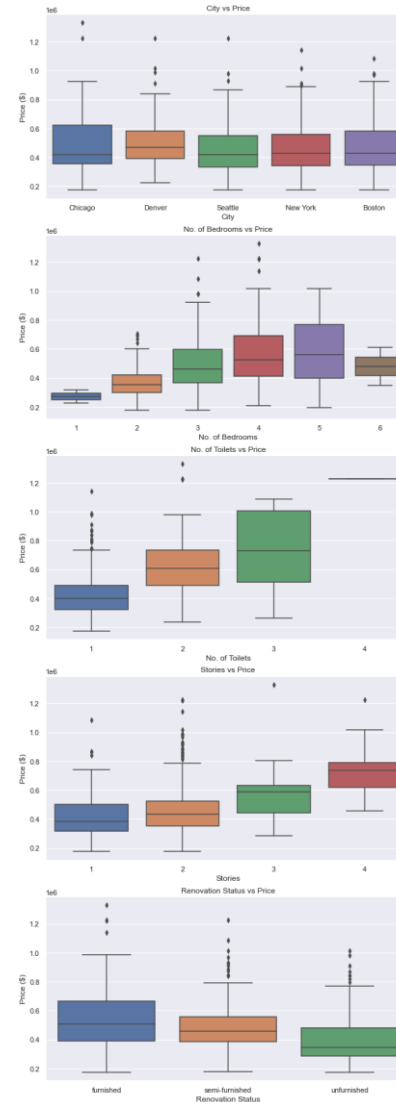 City vs Price
1e6
1.2
1.0
0.8
0.6
0.4
0.2
Price ($)
Chicago Denver Seattle New York Boston
City
No. of Bedrooms vs Price
1e6
1.2
1.0
0.8
0.6
0.4
0.2
Price ($)
1 2 3 4 5 6
No. of Bedrooms
No. of Toilets vs Price
1e6
1.2
1.0
0.8
0.6
0.4
0.2
Price ($)
1 2 3 4
No. of Toilets
Stories vs Price
1e6
1.2
1.0
0.8
0.6
0.4
0.2
Price ($)
1 2 3 4
Stories
Renovation Status vs Price
1e6
1.2
1.0
0.8
0.6
0.4
0.2
Price ($)
furnished semi-furnished unfurnished
Renovation Status